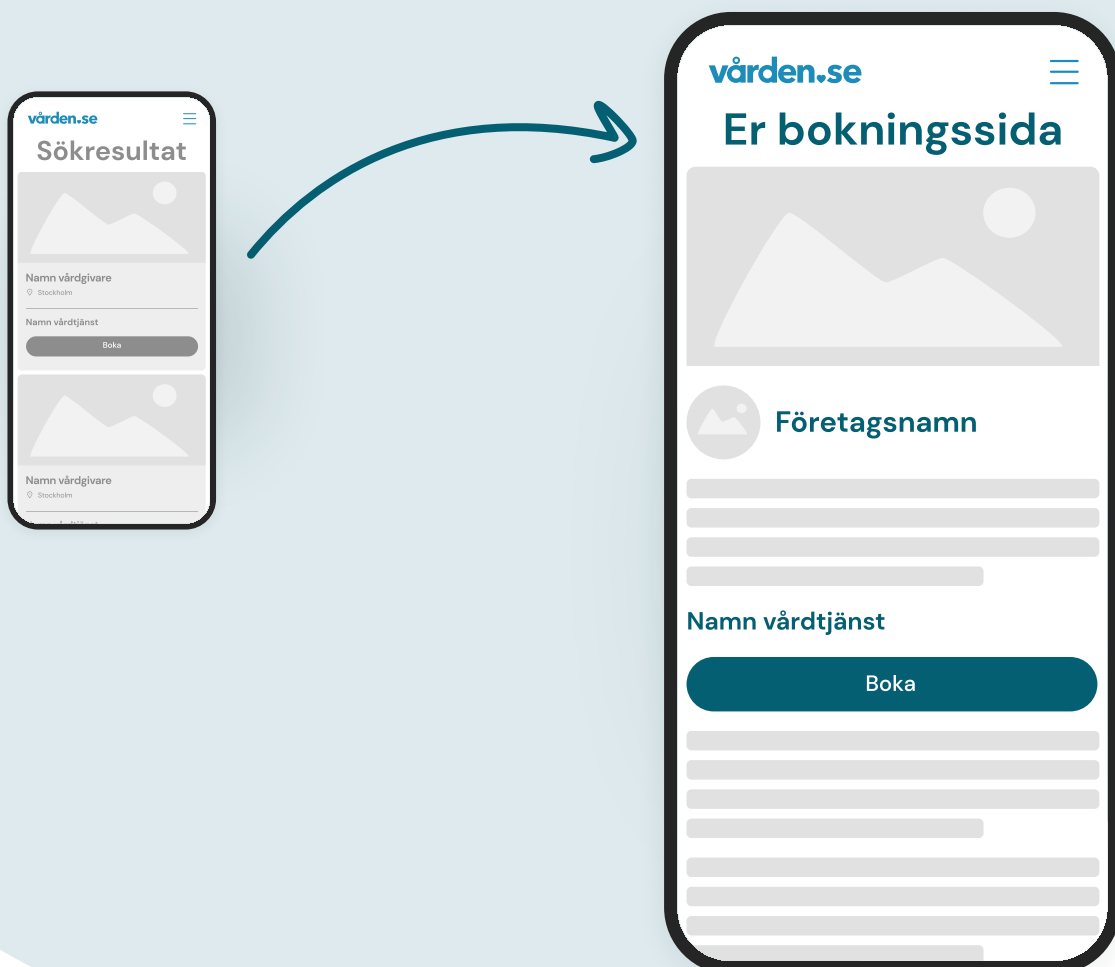 vården.se
Sökresultat
Namn vårdgivare
Stockholm
Namn vårdtjänst
Boka
Namn vårdgivare
Stockholm
vården.se
Er bokningssida
Företagsnamn
Namn vårdtjänst
Boka